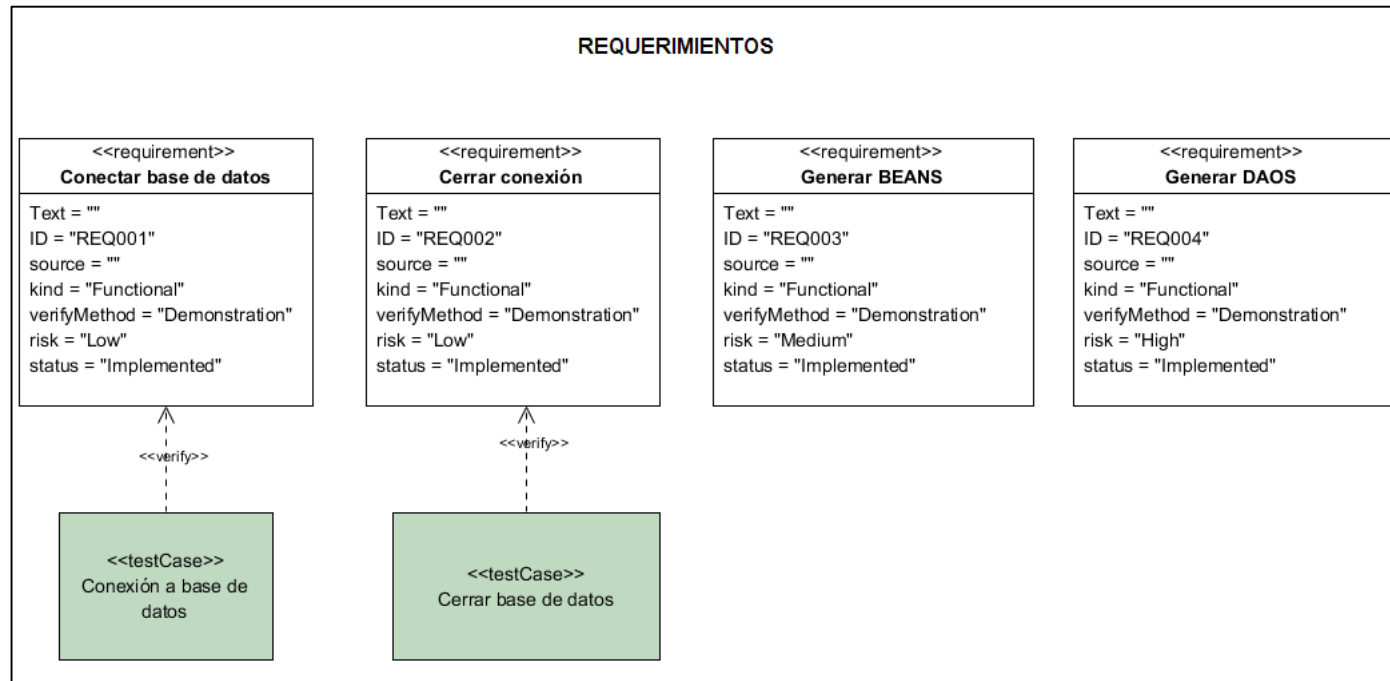 REQUERIMIENTOS
<<requirement>>
Conectar base de datos
Text = ""
ID = "REQ001"
source = ""
kind = "Functional"
verifyMethod = "Demonstration"
risk = "Low"
status = "Implemented"
<<requirement>>
Cerrar conexión
Text = ""
ID = "REQ002"
source = ""
kind = "Functional"
verifyMethod = "Demonstration"
risk = "Low"
status = "Implemented"
<<requirement>>
Generar BEANS
Text = ""
ID = "REQ003"
source = ""
kind = "Functional"
verifyMethod = "Demonstration"
risk = "Medium"
status = "Implemented"
<<requirement>>
Generar DAOS
Text = ""
ID = "REQ004"
source = ""
kind = "Functional"
verifyMethod = "Demonstration"
risk = "High"
status = "Implemented"
<<verify>>
<<verify>>
<<testCase>>
Conexión a base de
datos
<<testCase>>
Cerrar base de datos